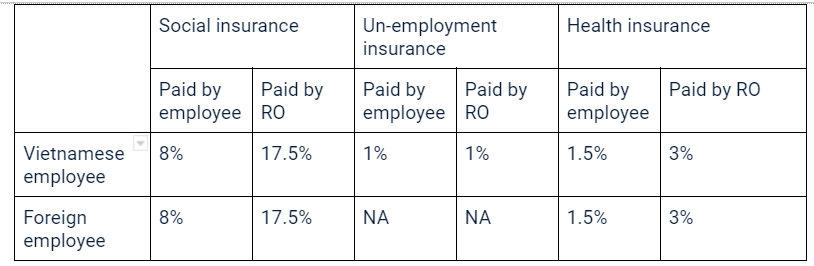 Social insurance Un-employment insurance Health insurance
Paid by employee Paid by RO Paid by employee Paid by RO Paid by employee Paid by RO
Vietnamese employee 8% 17.5% 1% 1% 1.5% 3%
Foreign employee 8% 17.5% NA NA 1.5% 3%